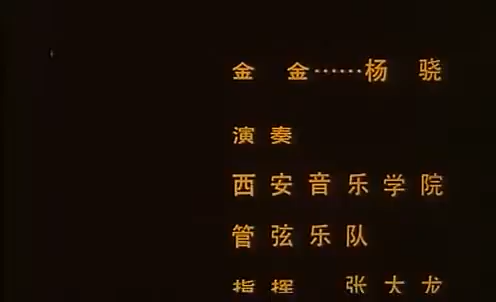 金 金……杨 骁
演 奏
西 安 音 乐 学 院
管 弦 乐 队
指 挥 张 大 龙